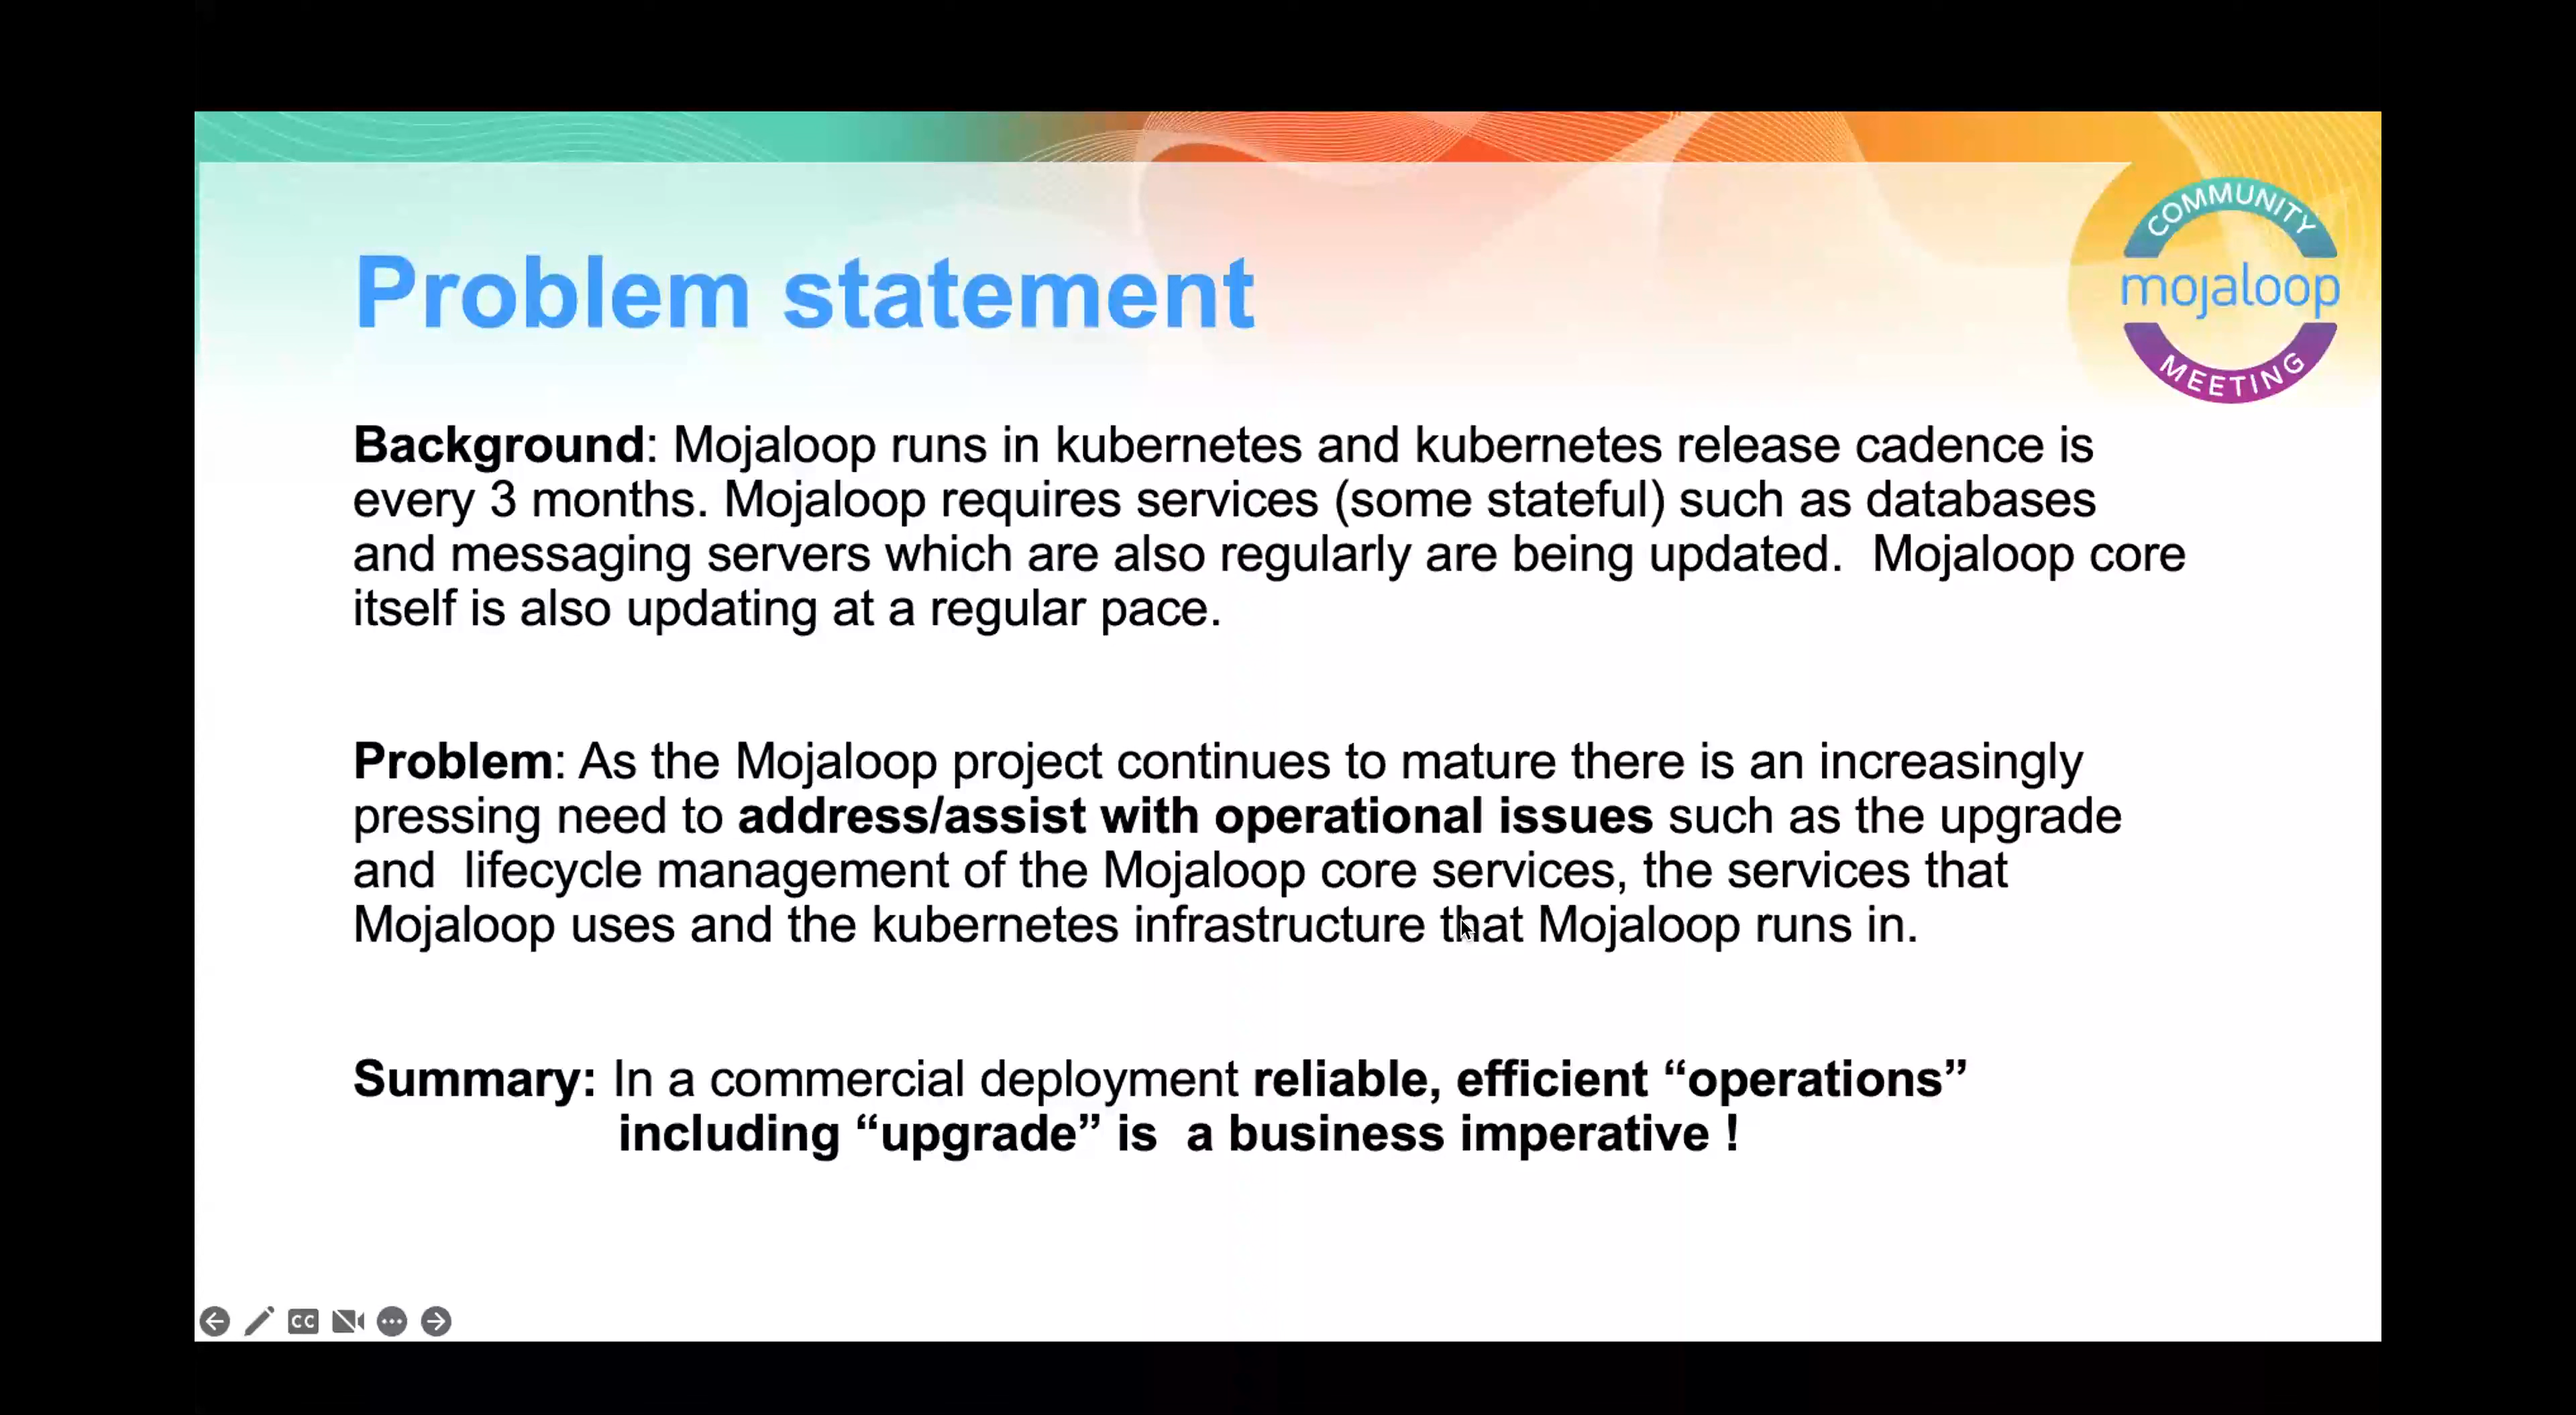 COMMUNITY
mojaloop
MEETING
Problem statement
Background: Mojaloop runs in kubernetes and kubernetes release cadence is
every 3 months. Mojaloop requires services (some stateful) such as databases
and messaging servers which are also regularly are being updated.  Mojaloop core
itself is also updating at a regular pace.
Problem: As the Mojaloop project continues to mature there is an increasingly
pressing need to address/assist with operational issues such as the upgrade
and  lifecycle management of the Mojaloop core services, the services that
Mojaloop uses and the kubernetes infrastructure that Mojaloop runs in.
Summary: In a commercial deployment reliable, efficient “operations”
including “upgrade” is  a business imperative !
CC